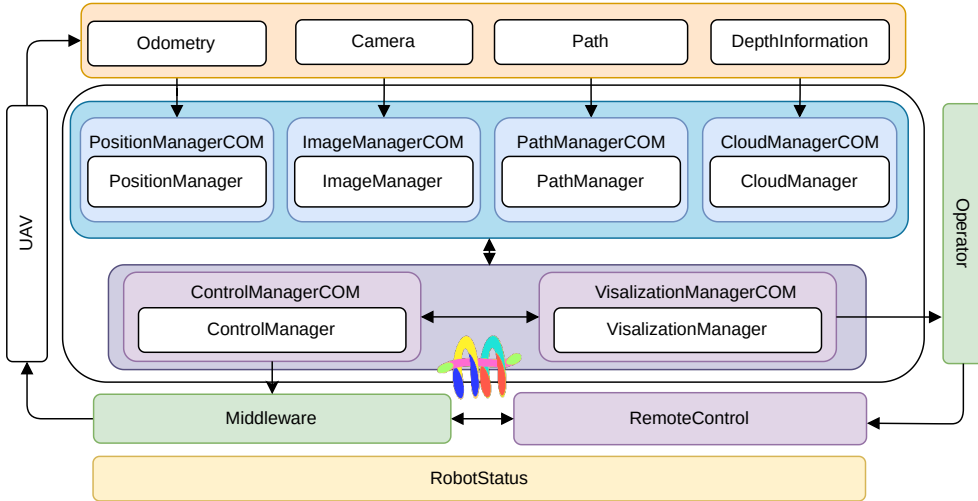 Odometry
Camera
Path
DepthInformation
PositionManagerCOM
ImageManagerCOM
PathManagerCOM
CloudManagerCOM
PositionManager
ImageManager
PathManager
CloudManager
UAV
Operator
ControlManagerCOM
VisalizationManagerCOM
ControlManager
VisalizationManager
Middleware
RemoteControl
RobotStatus